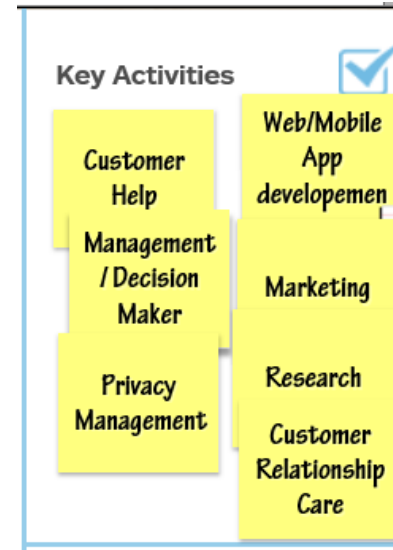 Key Activities
Customer
Help
Management
/ Decision
Maker
Privacy
Management
Web/Mobile
App
developemen
Marketing
Research
Customer
Relationship
Care